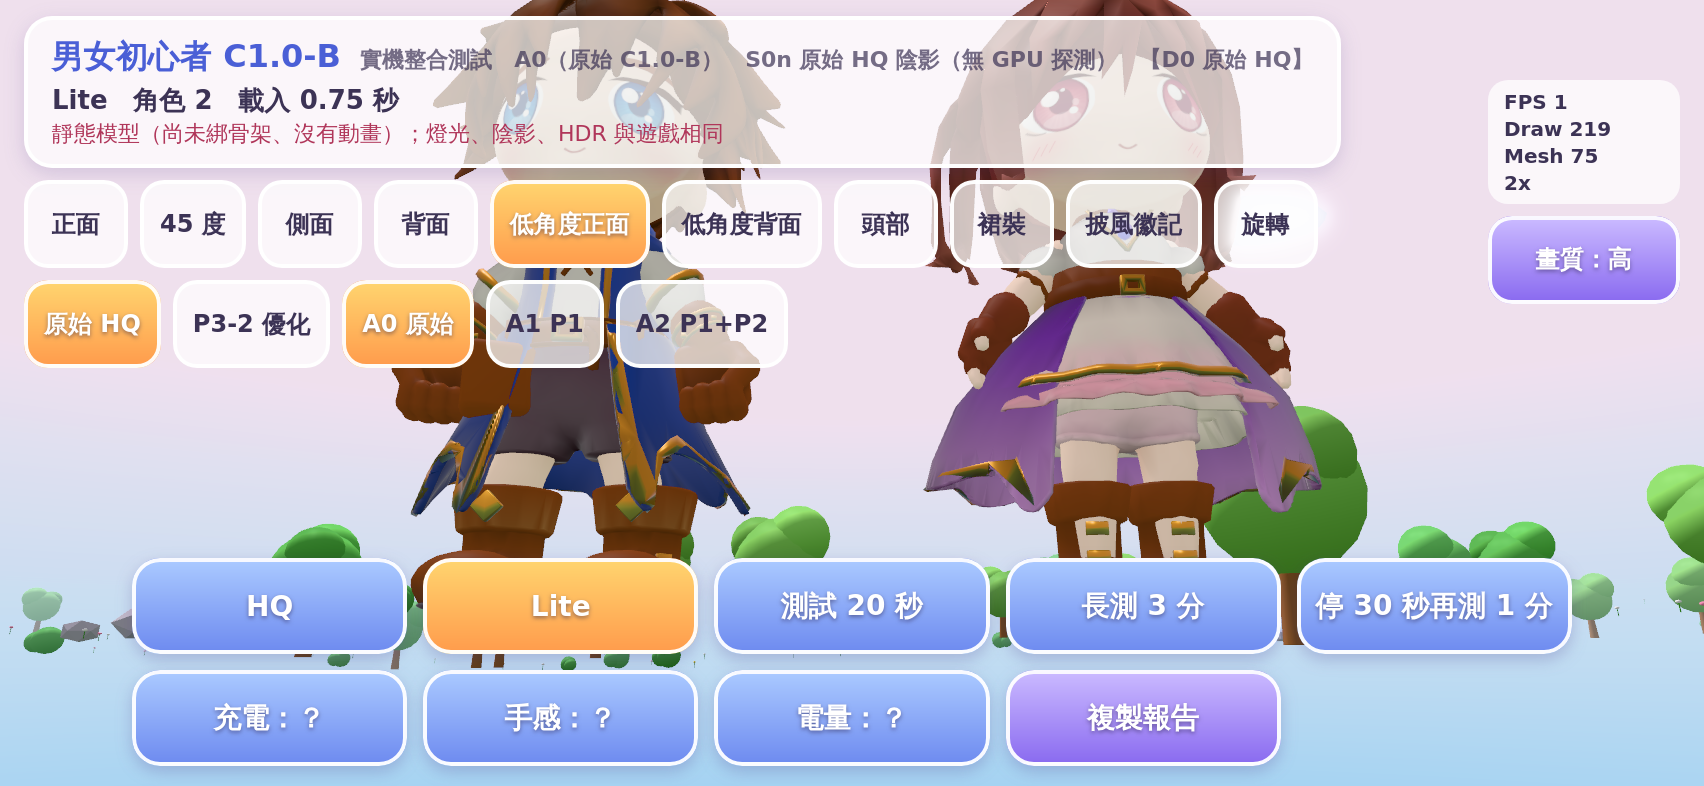 男女初心者 C1.0-B 實機整合測試 A0（原始 C1.0-B） S0n 原始 HQ 陰影（無 GPU 探測） 【D0 原始 HQ】
Lite 角色 2 載入 0.75 秒
靜態模型（尚未綁骨架、沒有動畫）；燈光、陰影、HDR 與遊戲相同
FPS 1
Draw 219
Mesh 75
2x
畫質：高
正面 45 度 側面 背面 低角度正面 低角度背面 頭部 裙裝 披風徽記 旋轉
原始 HQ P3-2 優化 A0 原始 A1 P1 A2 P1+P2
HQ Lite 測試 20 秒 長測 3 分 停 30 秒再測 1 分
充電：？ 手感：？ 電量：？ 複製報告